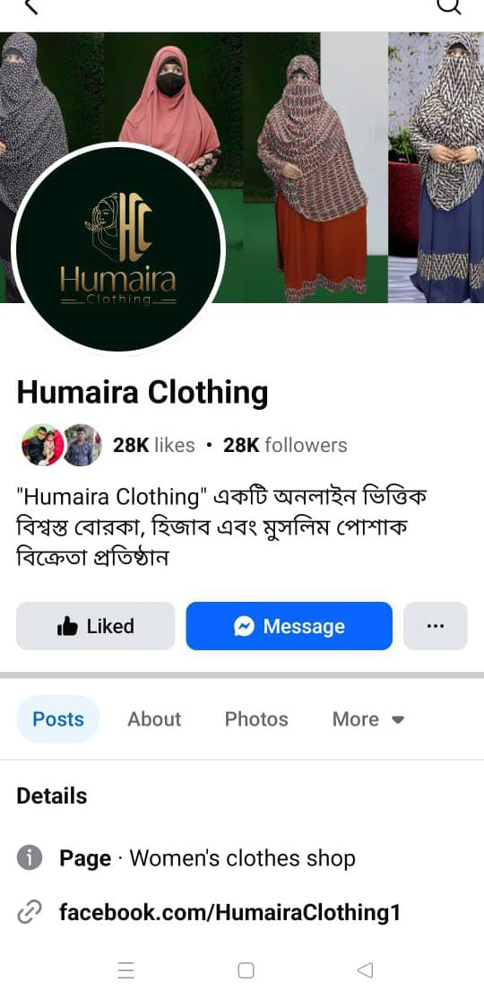 HC
Humaira
Clothing
Humaira Clothing
28K likes • 28K followers
"Humaira Clothing" একটি অনলাইন ভিত্তিক
বিশ্বস্ত বোরকা, হিজাব এবং মুসলিম পোশাক
বিক্রেতা প্রতিষ্ঠান
Liked
Message
...
Posts
About
Photos
More
Details
Page · Women's clothes shop
facebook.com/HumairaClothing1